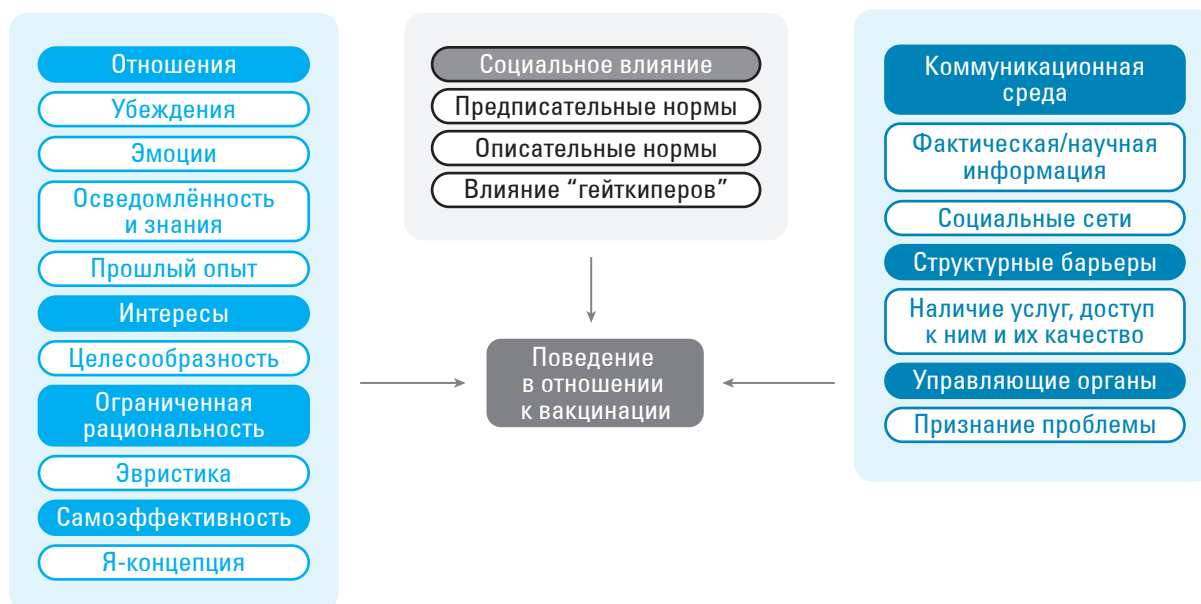 Отношения
Убеждения
Эмоции
Осведомлённость
и знания
Прошлый опыт
Интересы
Целесообразность
Ограниченная
рациональность
Эвристика
Самоэффективность
Я-концепция
Социальное влияние
Предписательные нормы
Описательные нормы
Влияние “гейткиперов”
Поведение
в отношении
к вакцинации
Коммуникационная
среда
Фактическая/научная
информация
Социальные сети
Структурные барьеры
Наличие услуг, доступ
к ним и их качество
Управляющие органы
Признание проблемы